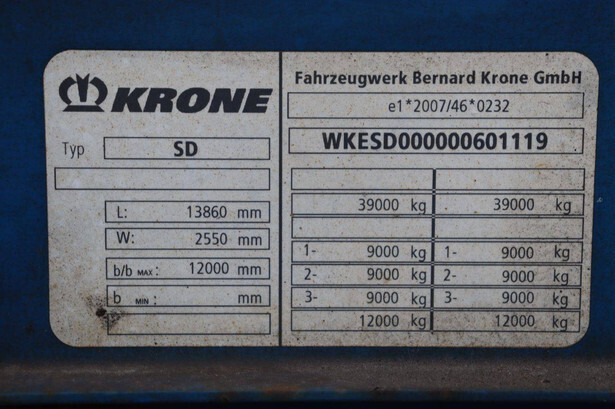 KRONE
Typ SD
L: 13860 mm
W: 2550 mm
b/b MAX: 12000 mm
b MIN: mm
Fahrzeugwerk Bernard Krone GmbH
e1*2007/46*0232
WKESD000000601119
39000 kg 39000 kg
1- 9000 kg 1- 9000 kg
2- 9000 kg 2- 9000 kg
3- 9000 kg 3- 9000 kg
12000 kg 12000 kg